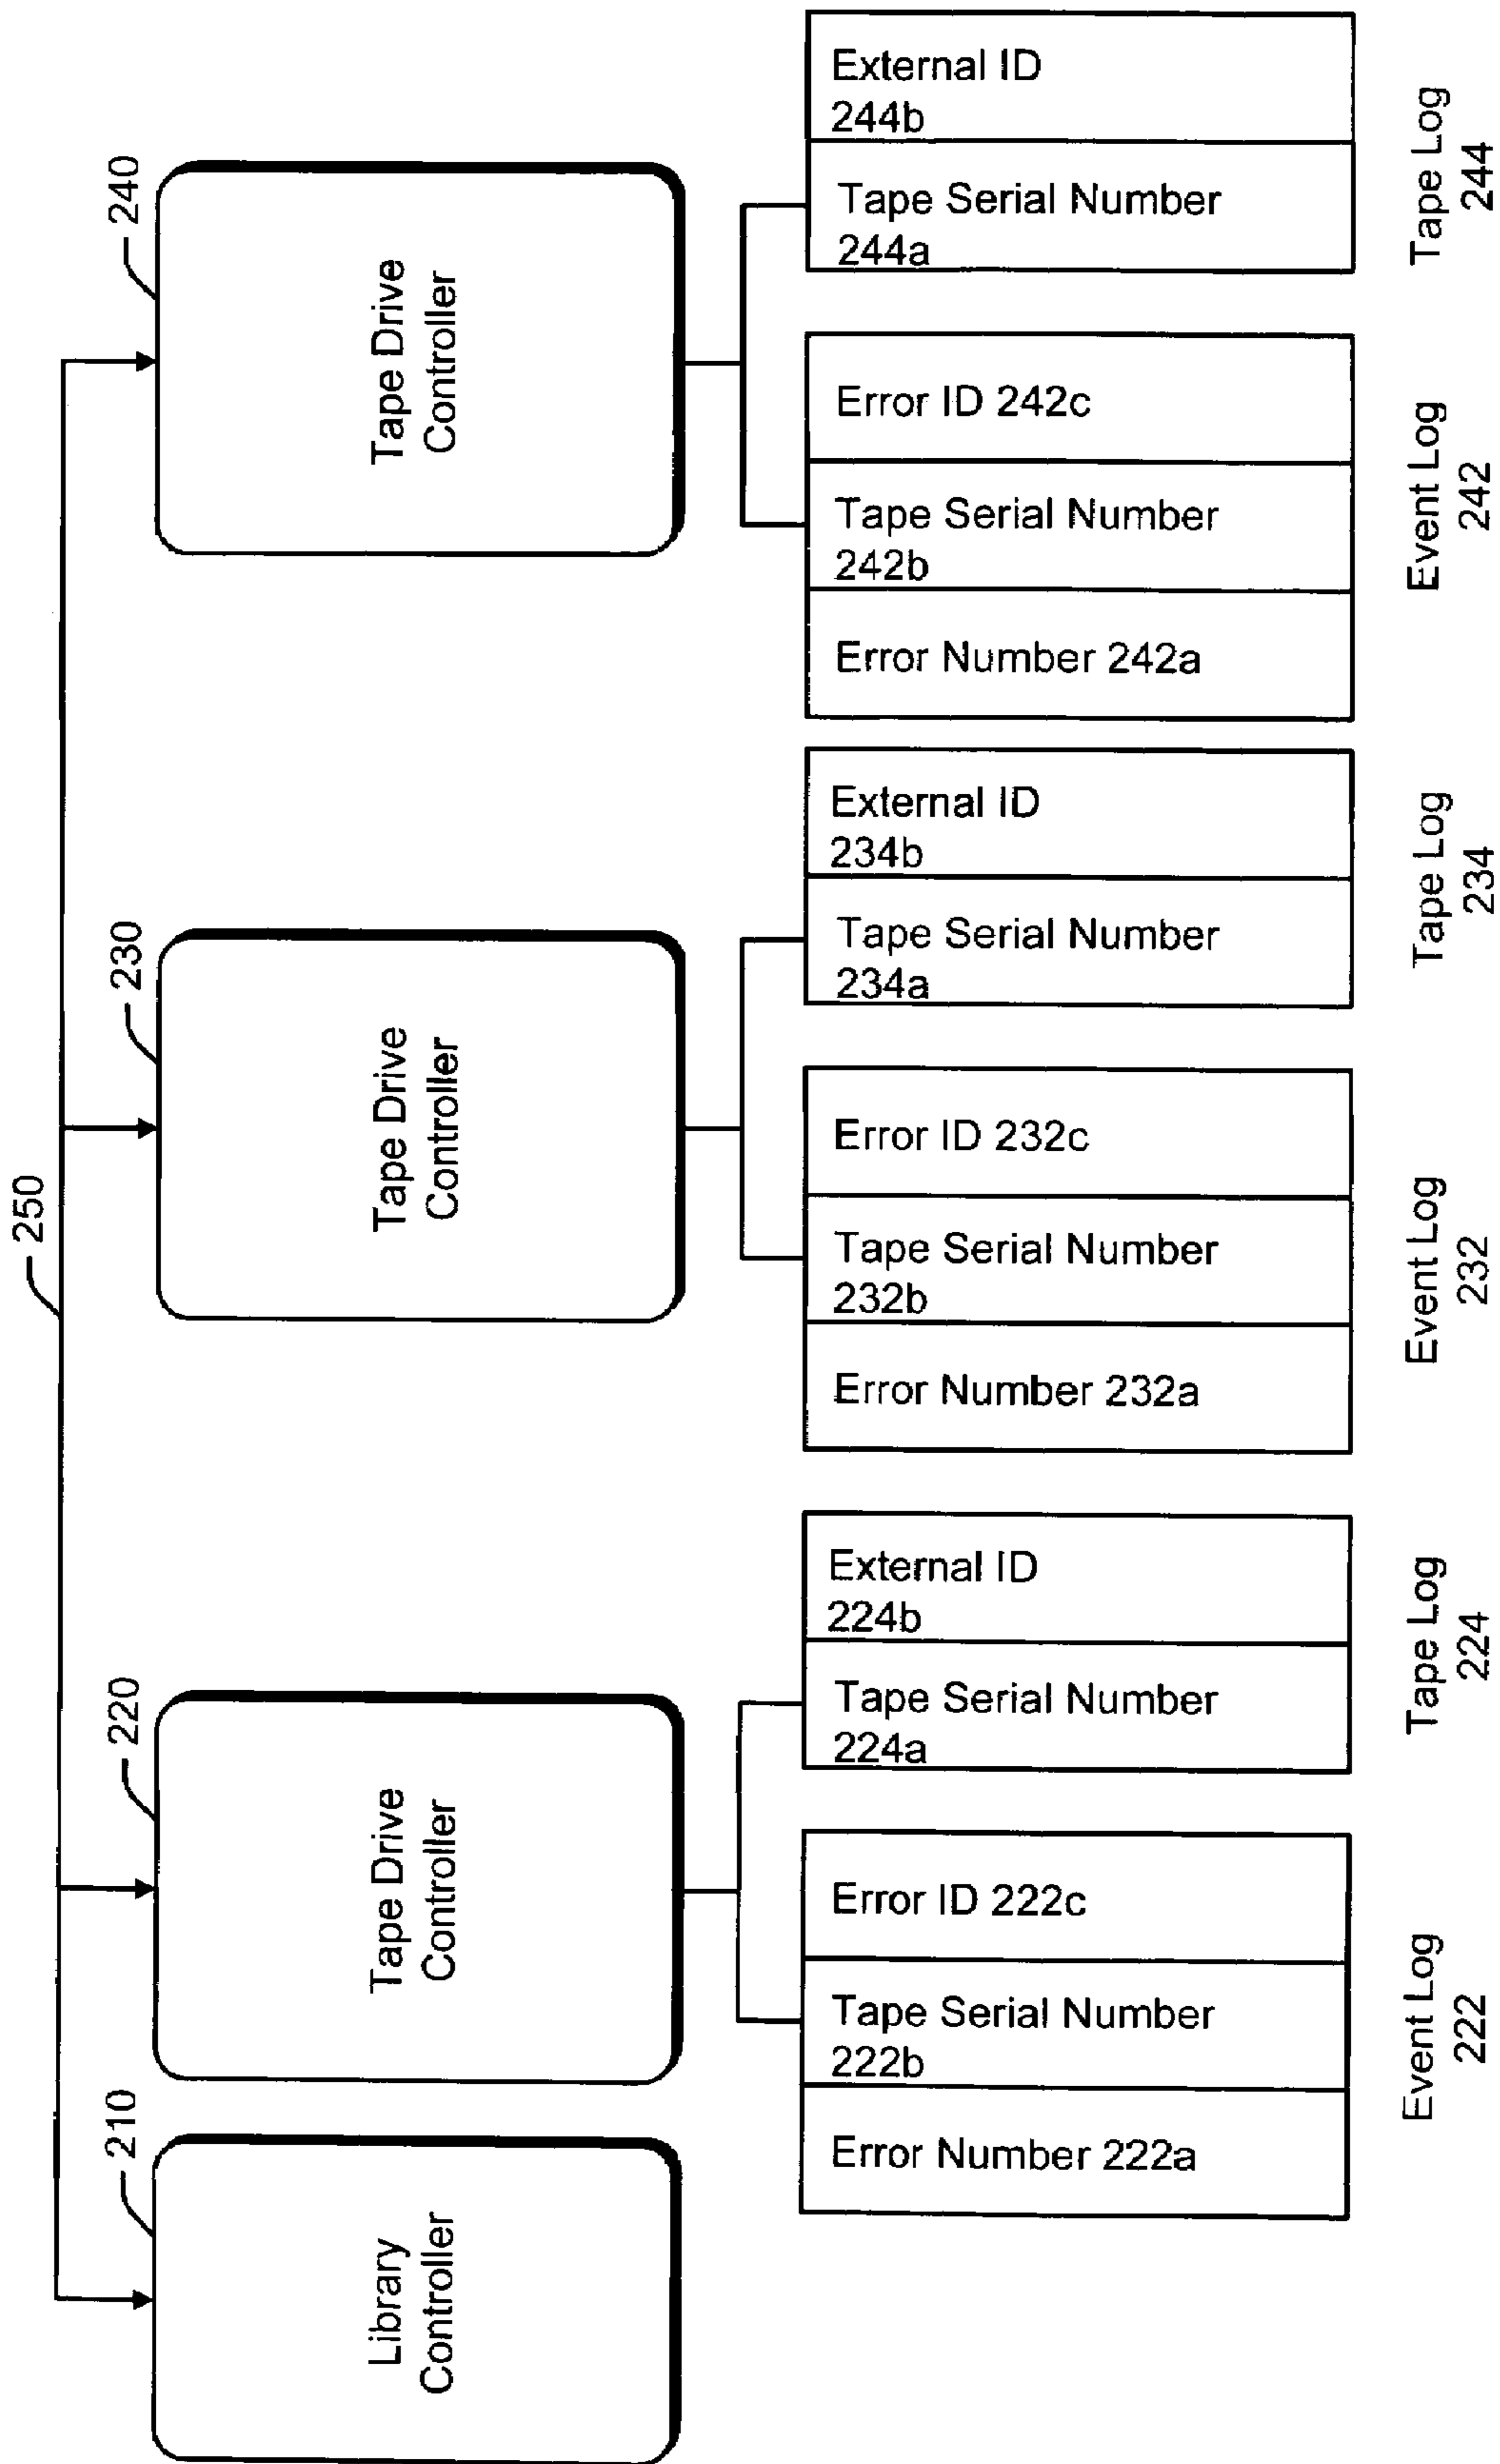 250
210
Library
Controller
220
Tape Drive
Controller
230
Tape Drive
Controller
240
Tape Drive
Controller
Error Number 222a
Tape Serial Number
222b
Error ID 222c
Event Log
222
Tape Serial Number
224a
External ID
224b
Tape Log
224
Error Number 232a
Tape Serial Number
232b
Error ID 232c
Event Log
232
Tape Serial Number
234a
External ID
234b
Tape Log
234
Error Number 242a
Tape Serial Number
242b
Error ID 242c
Event Log
242
Tape Serial Number
244a
External ID
244b
Tape Log
244